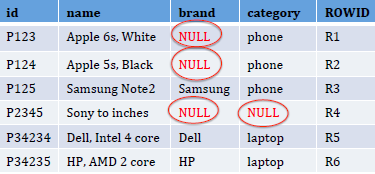 id name brand category ROWID
P123 Apple 6s, White NULL phone R1
P124 Apple 5s, Black NULL phone R2
P125 Samsung Note2 Samsung phone R3
P2345 Sony to inches NULL NULL R4
P34234 Dell, Intel 4 core Dell laptop R5
P34235 HP, AMD 2 core HP laptop R6